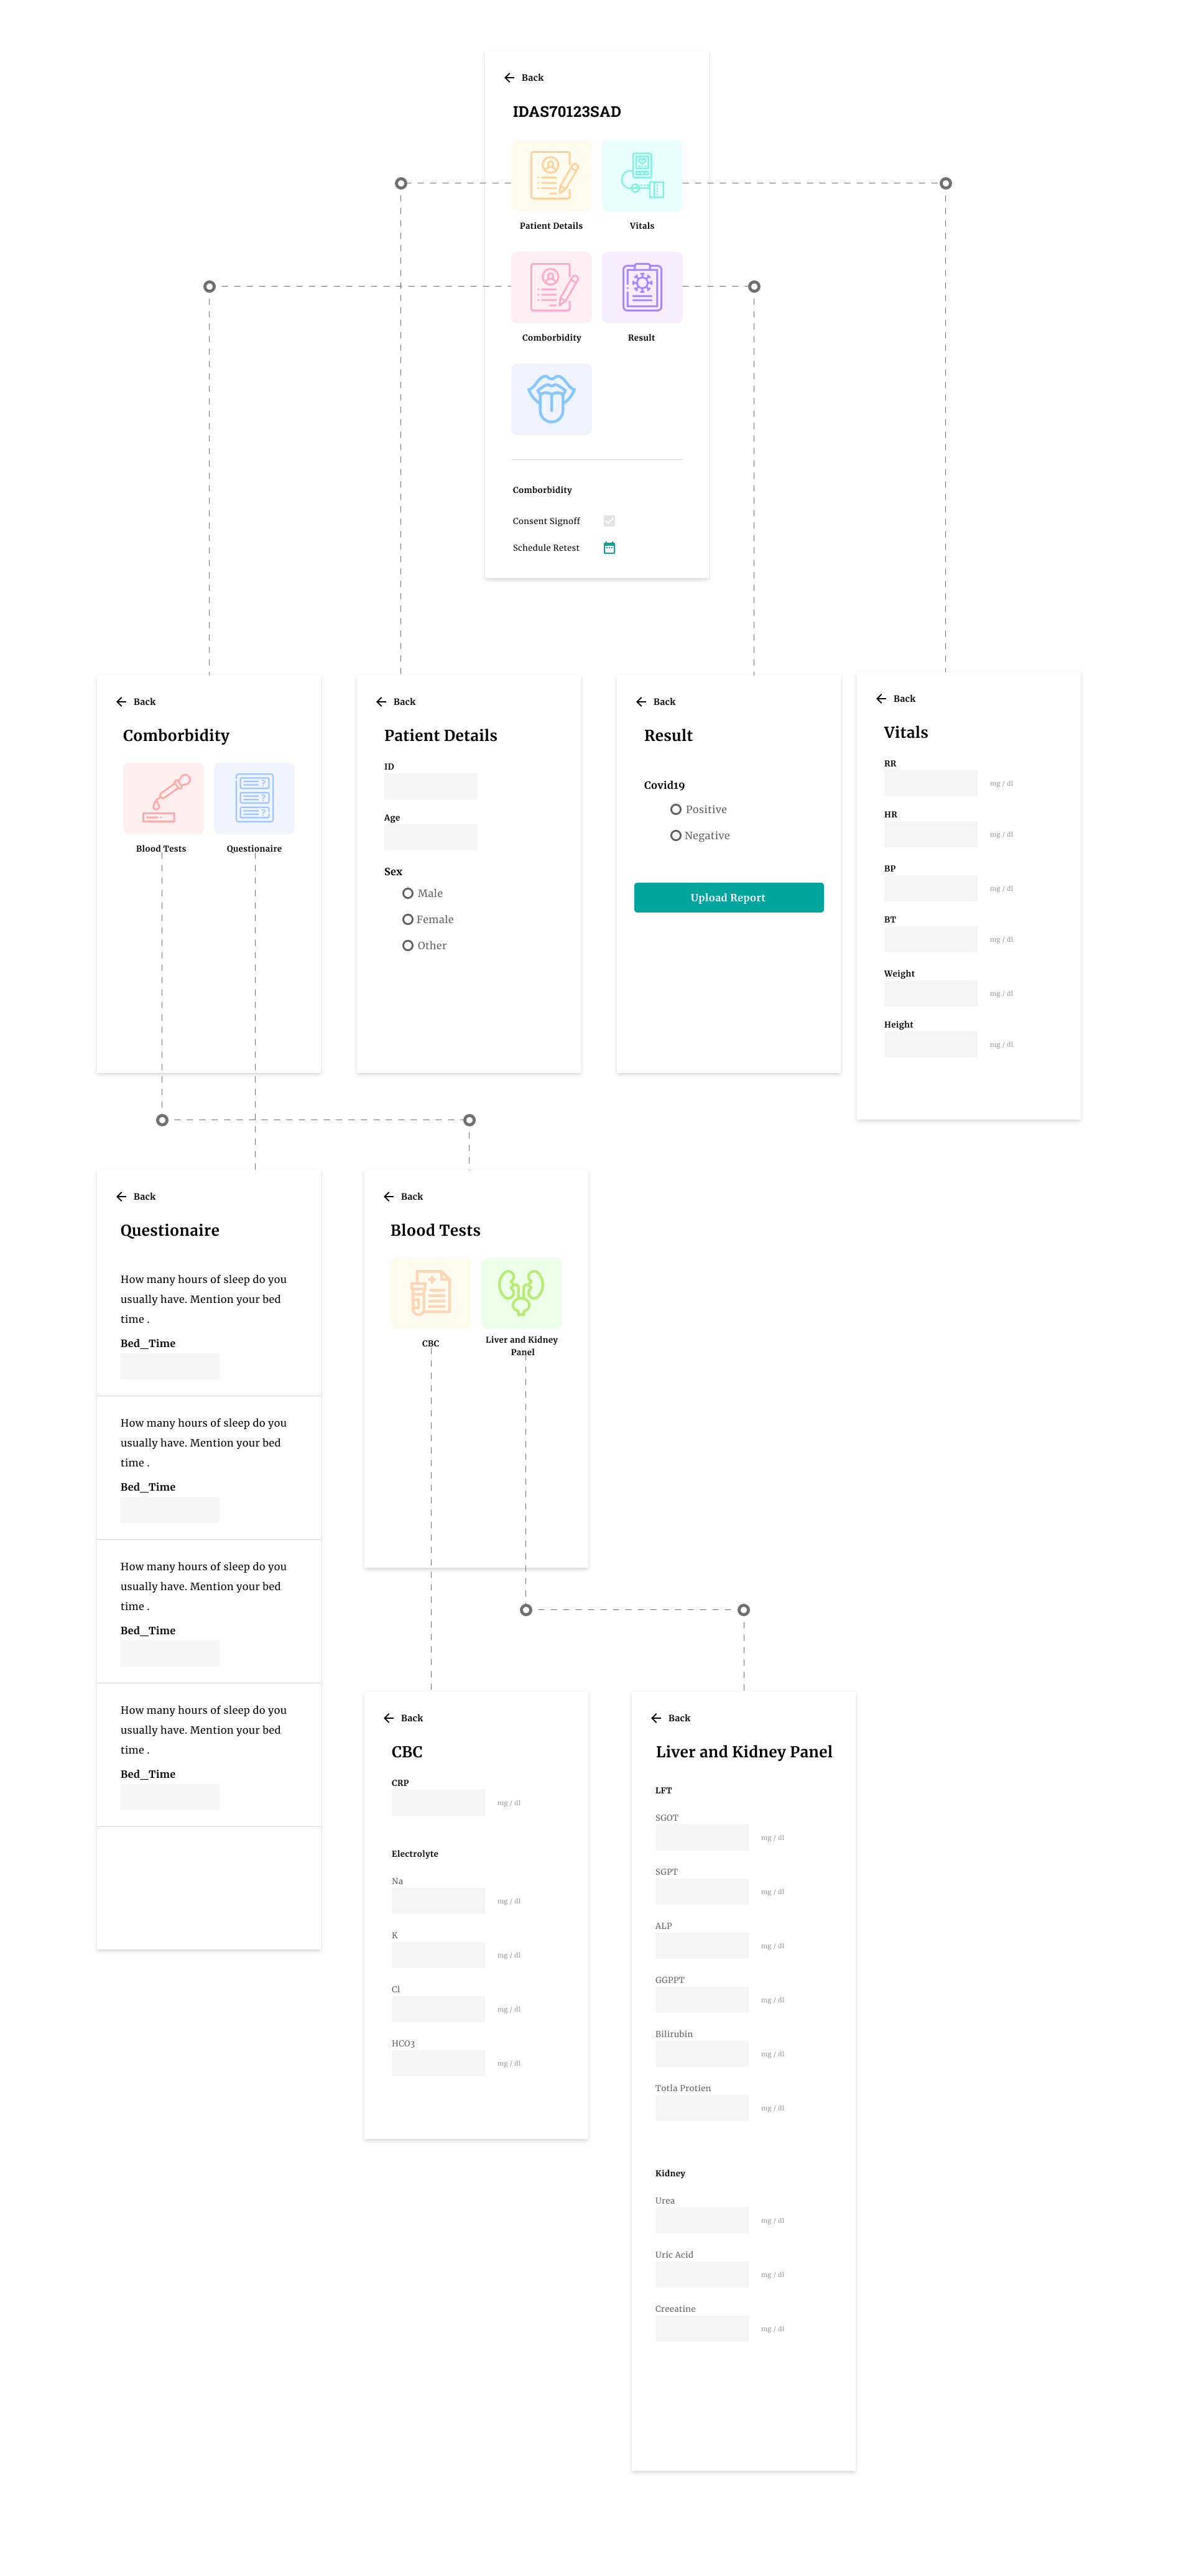 Back
IDAS70123SAD
Patient Details
Vitals
Comborbidity
Result
Comborbidity
Consent Signoff
Schedule Retest
Back
Comborbidity
Blood Tests
Questionaire
Back
Patient Details
ID
Age
Sex
Male
Female
Other
Back
Result
Covid19
Positive
Negative
Upload Report
Back
Vitals
RR
mg / dl
HR
mg / dl
BP
mg / dl
BT
mg / dl
Weight
mg / dl
Height
mg / dl
Back
Questionaire
How many hours of sleep do you
usually have. Mention your bed
time .
Bed_Time
How many hours of sleep do you
usually have. Mention your bed
time .
Bed_Time
How many hours of sleep do you
usually have. Mention your bed
time .
Bed_Time
How many hours of sleep do you
usually have. Mention your bed
time .
Bed_Time
Back
Blood Tests
CBC
Liver and Kidney
Panel
Back
CBC
CRP
mg / dl
Electrolyte
Na
mg / dl
K
mg / dl
Cl
mg / dl
HCO3
mg / dl
Back
Liver and Kidney Panel
LFT
SGOT
mg / dl
SGPT
mg / dl
ALP
mg / dl
GGPPT
mg / dl
Bilirubin
mg / dl
Totla Protien
mg / dl
Kidney
Urea
mg / dl
Uric Acid
mg / dl
Creeatine
mg / dl